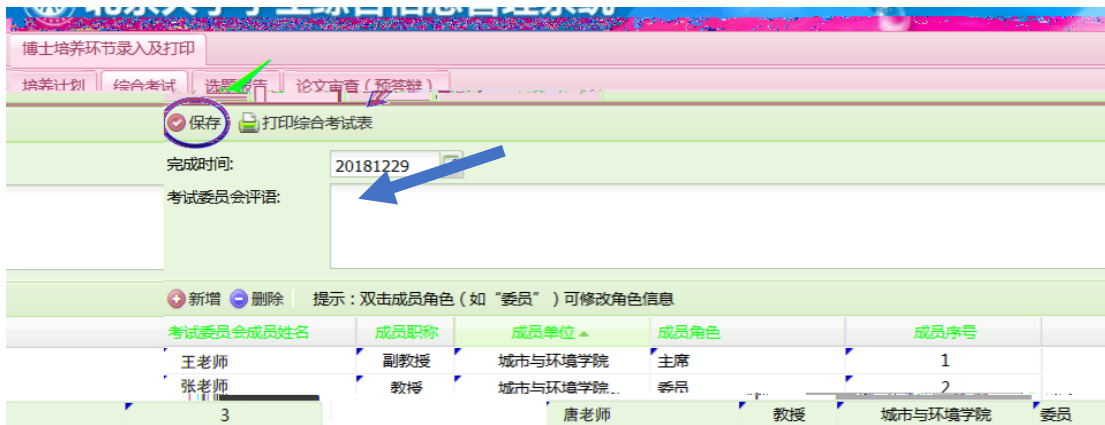 博士培养环节录入及打印
培养计划 综合考试 选题报告 论文审查（预答辩）
保存 打印综合考试表
完成时间: 20181229
考试委员会评语:
新增 删除 提示：双击成员角色（如“委员”）可修改角色信息
考试委员会成员姓名 成员职称 成员单位 成员角色 成员序号
王老师 副教授 城市与环境学院 主席 1
张老师 教授 城市与环境学院 委员 2
3 唐老师 教授 城市与环境学院 委员